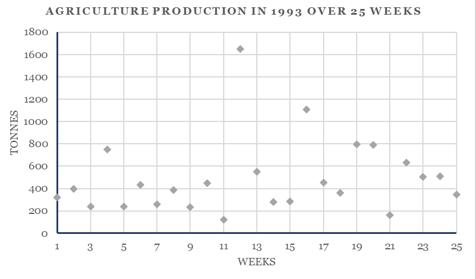 AGRICULTURE PRODUCTION IN 1993 OVER 25 WEEKS
1800
1600
1400
1200
1000
800
600
400
200
0
TONNES
1 3 5 7 9 11 13 15 17 19 21 23 25
WEEKS